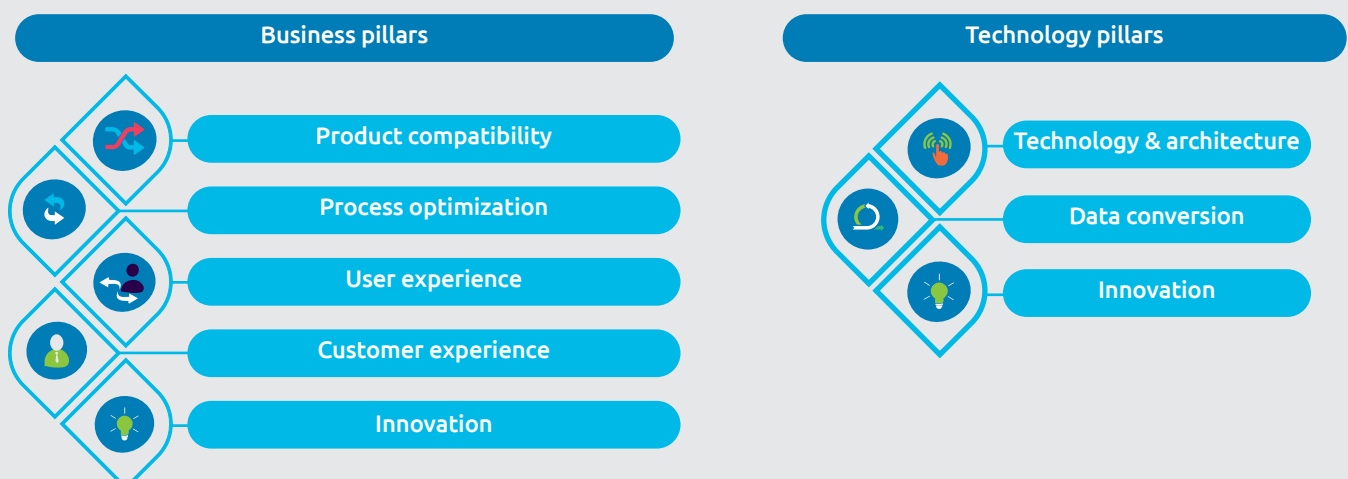 Business pillars
Product compatibility
Process optimization
User experience
Customer experience
Innovation
Technology pillars
Technology & architecture
Data conversion
Innovation